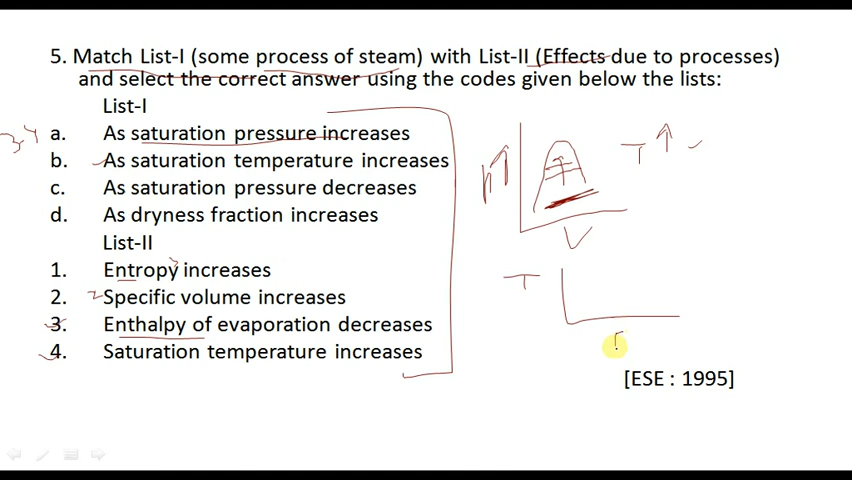 5. Match List-I (some process of steam) with List-II (Effects due to processes)
and select the correct answer using the codes given below the lists:
List-I
3,4 a. As saturation pressure increases
b. As saturation temperature increases
c. As saturation pressure decreases
d. As dryness fraction increases
List-II
1. Entropy increases
2. Specific volume increases
3. Enthalpy of evaporation decreases
4. Saturation temperature increases
P
V
T
T
[ESE : 1995]